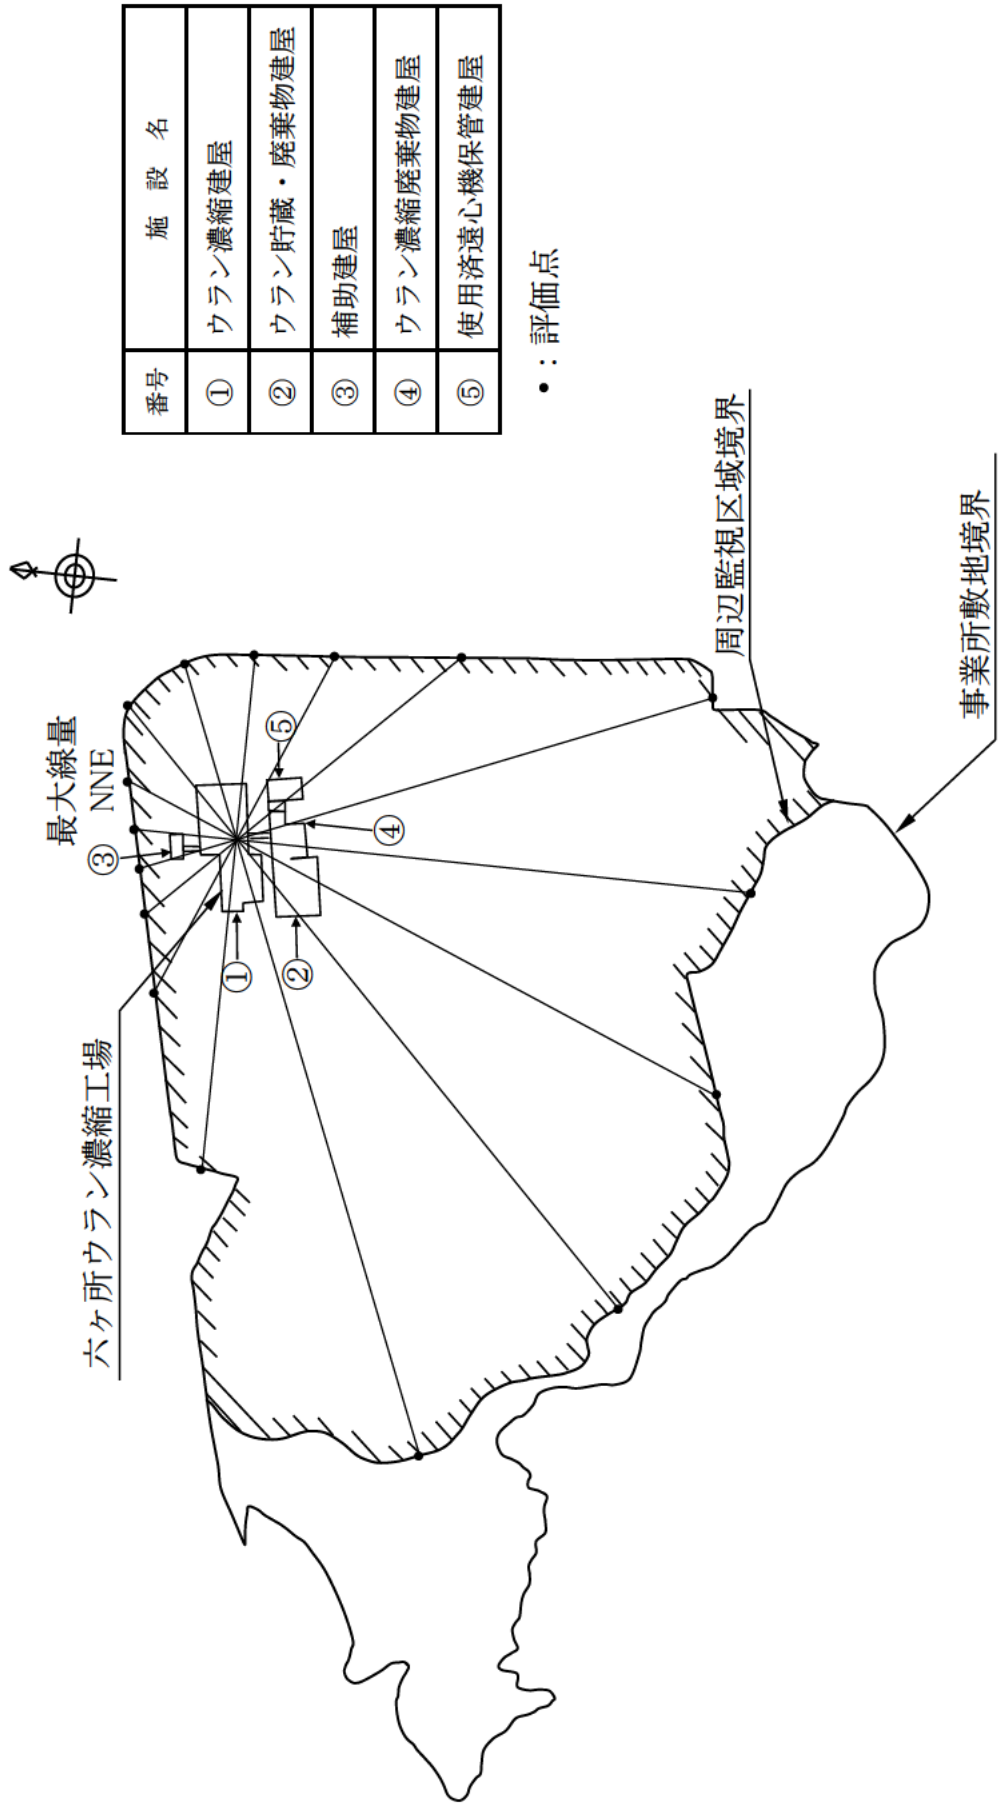 六ヶ所ウラン濃縮工場
最大線量
NNE
①
②
③
④
⑤
周辺監視区域境界
事業所敷地境界
番号 施設名
① ウラン濃縮建屋
② ウラン貯蔵・廃棄物建屋
③ 補助建屋
④ ウラン濃縮廃棄物建屋
⑤ 使用済遠心機保管建屋
•：評価点